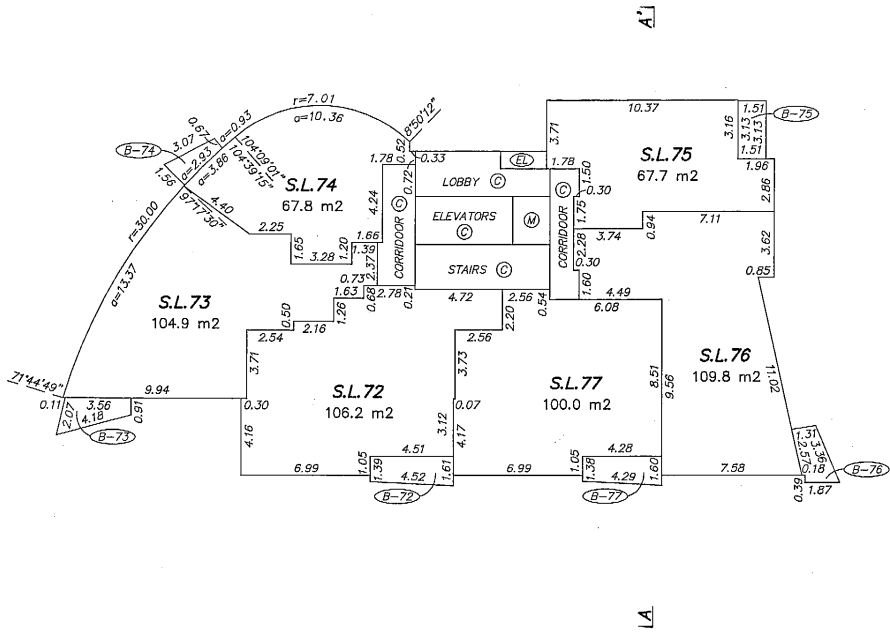 A'
r=7.01
a=10.36
8°50'12"
10.37
1.51
B-75
3.13
3.13
3.16
1.51
1.96
0.67
a=0.93
3.07
B-74
a=2.93
a=3.86
104°09'01"
104°39'15"
1.56
97°17'30"
0.52
0.33
1.78
0.72
3.71
EL
1.78
LOBBY C
C
1.50
0.30
S.L.75
67.7 m2
2.86
S.L.74
67.8 m2
4.40
4.24
CORRIDOR C
ELEVATORS
C
M
CORRIDOR
1.75
3.74
0.94
7.11
r=30.00
2.25
1.65
3.28
1.20
1.66
1.39
2.37
STAIRS C
2.28
0.30
3.62
0.85
a=13.37
S.L.73
104.9 m2
0.73
1.63
0.68
2.78
0.21
4.72
2.56
0.54
1.60
4.49
6.08
0.50
2.54
2.16
1.26
2.20
2.56
71°44'49"
3.71
3.73
8.51
9.56
S.L.76
109.8 m2
11.02
9.94
0.11
2.07
3.56
4.18
0.91
B-73
0.30
S.L.72
106.2 m2
S.L.77
100.0 m2
0.07
3.12
4.17
4.16
6.99
1.05
4.51
1.39
4.52
1.61
B-72
6.99
1.05
4.28
1.38
4.29
1.60
B-77
7.58
1.31
3.36
2.57
0.18
B-76
0.39
1.87
A